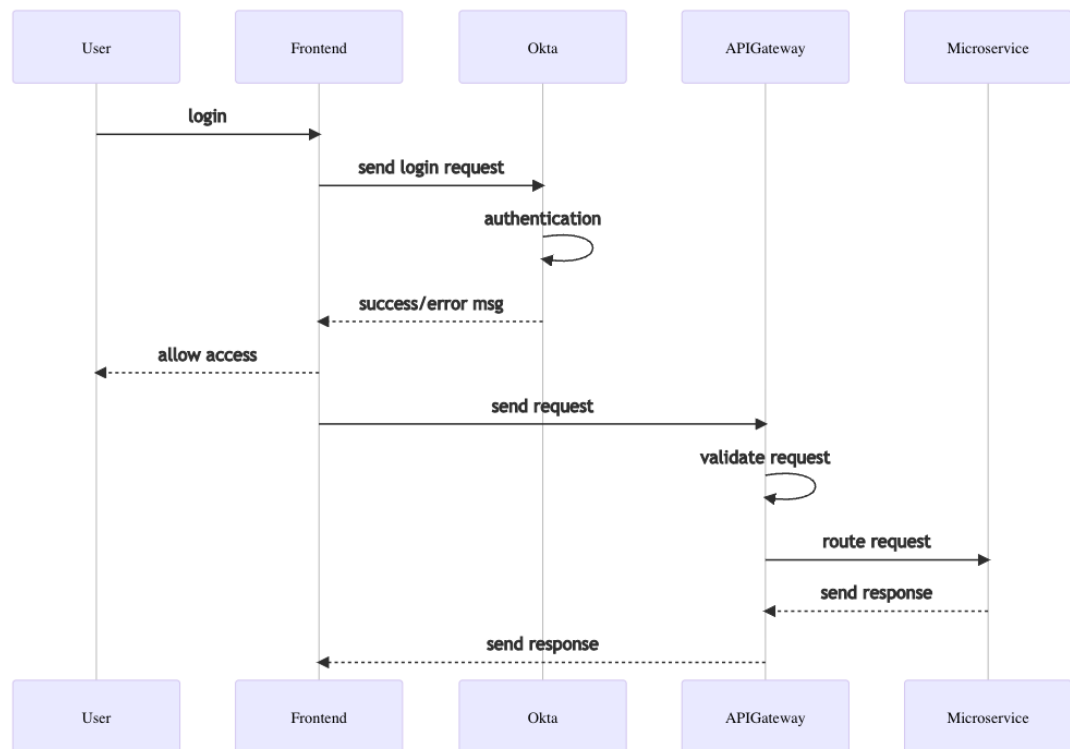 User
Frontend
Okta
APIGateway
Microservice
login
send login request
authentication
success/error msg
allow access
send request
validate request
route request
send response
send response
User
Frontend
Okta
APIGateway
Microservice